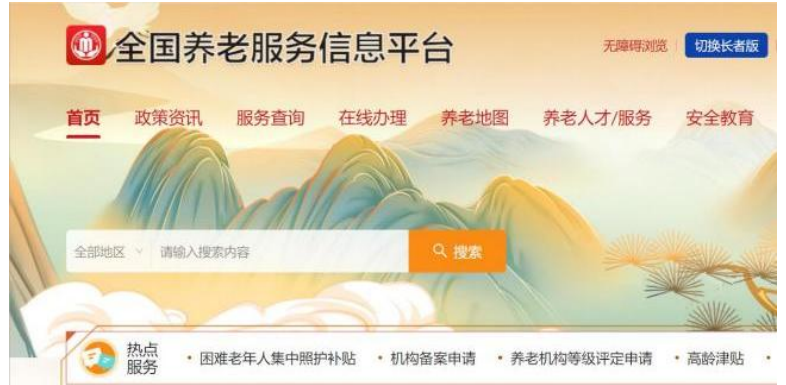 全国养老服务信息平台
无障碍浏览 切换长者版
首页 政策资讯 服务查询 在线办理 养老地图 养老人才/服务 安全教育
全部地区 请输入搜索内容 搜索
热点
服务
• 困难老年人集中照护补贴 • 机构备案申请 • 养老机构等级评定申请 • 高龄津贴 •